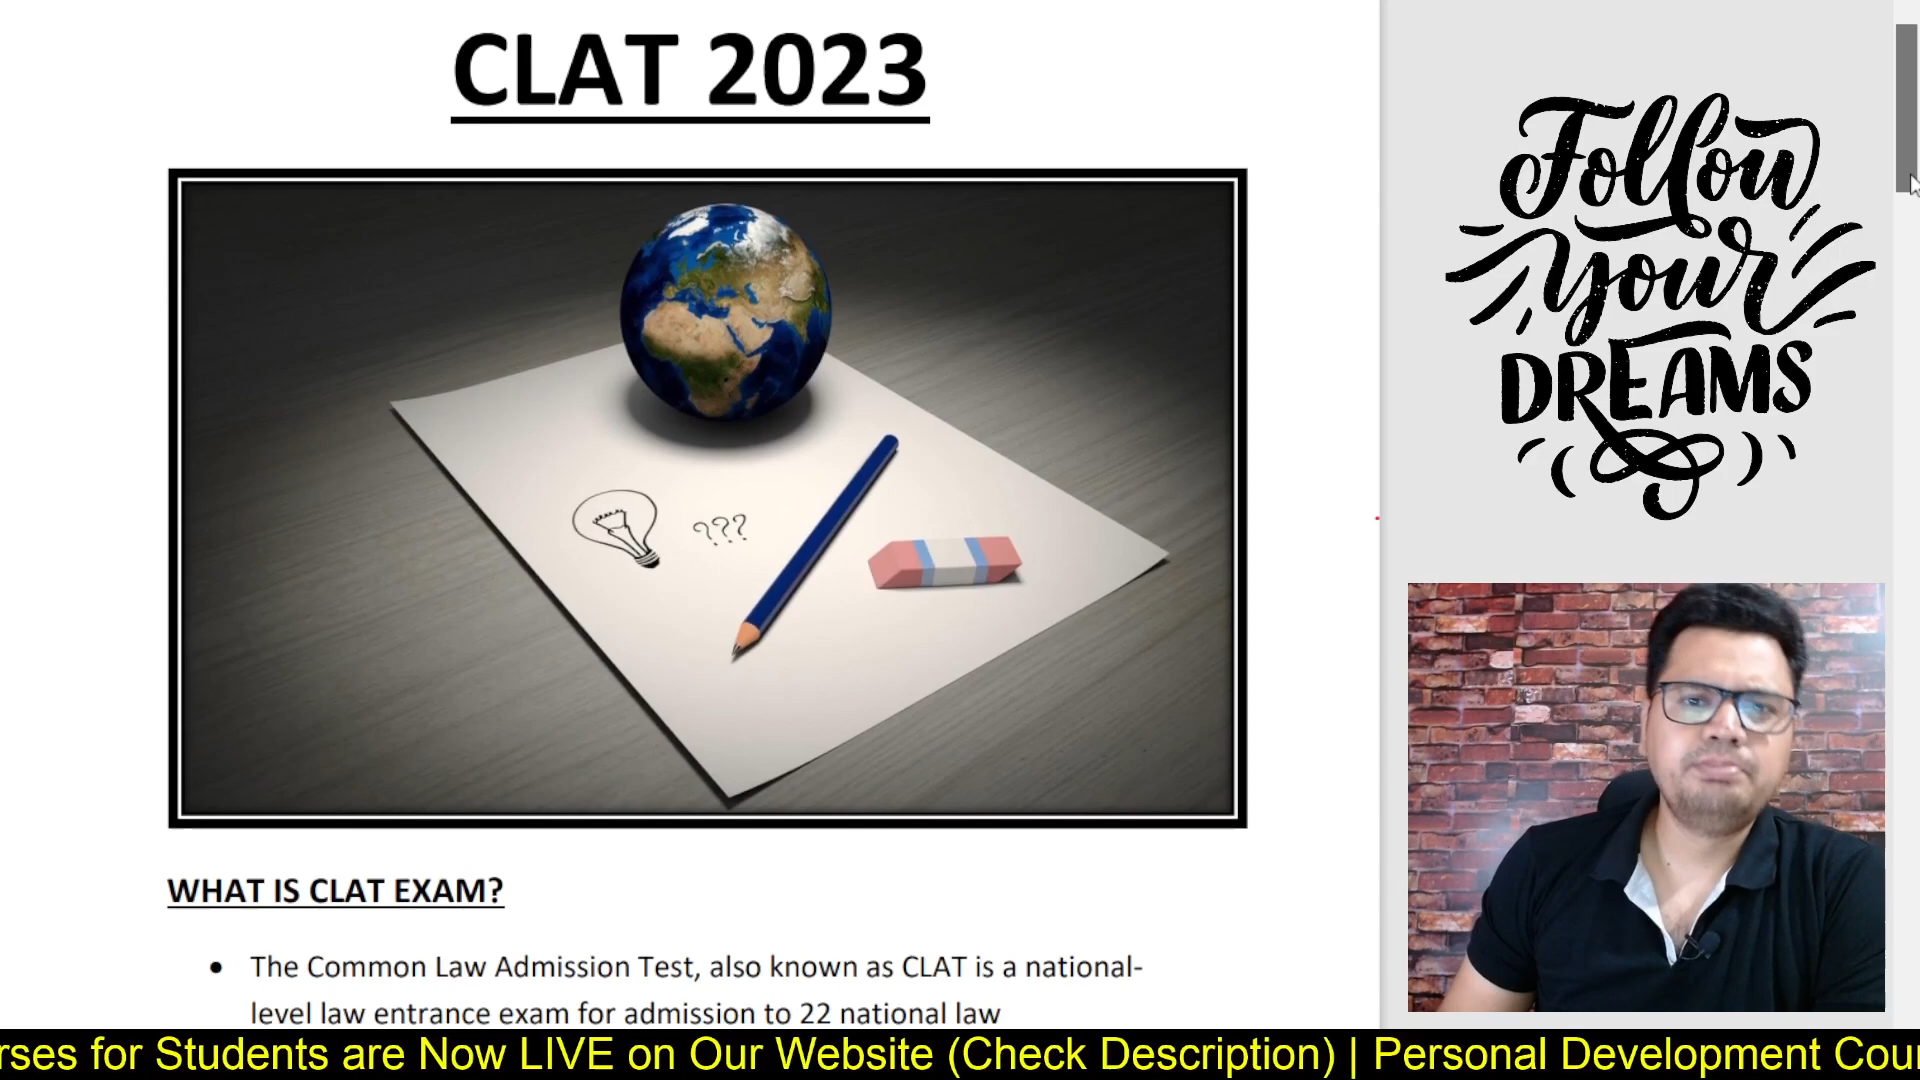 CLAT 2023
???
WHAT IS CLAT EXAM?
• The Common Law Admission Test, also known as CLAT is a national-
level law entrance exam for admission to 22 national law
Follow
Your
DREAMS
rses for Students are Now LIVE on Our Website (Check Description) | Personal Development Cour